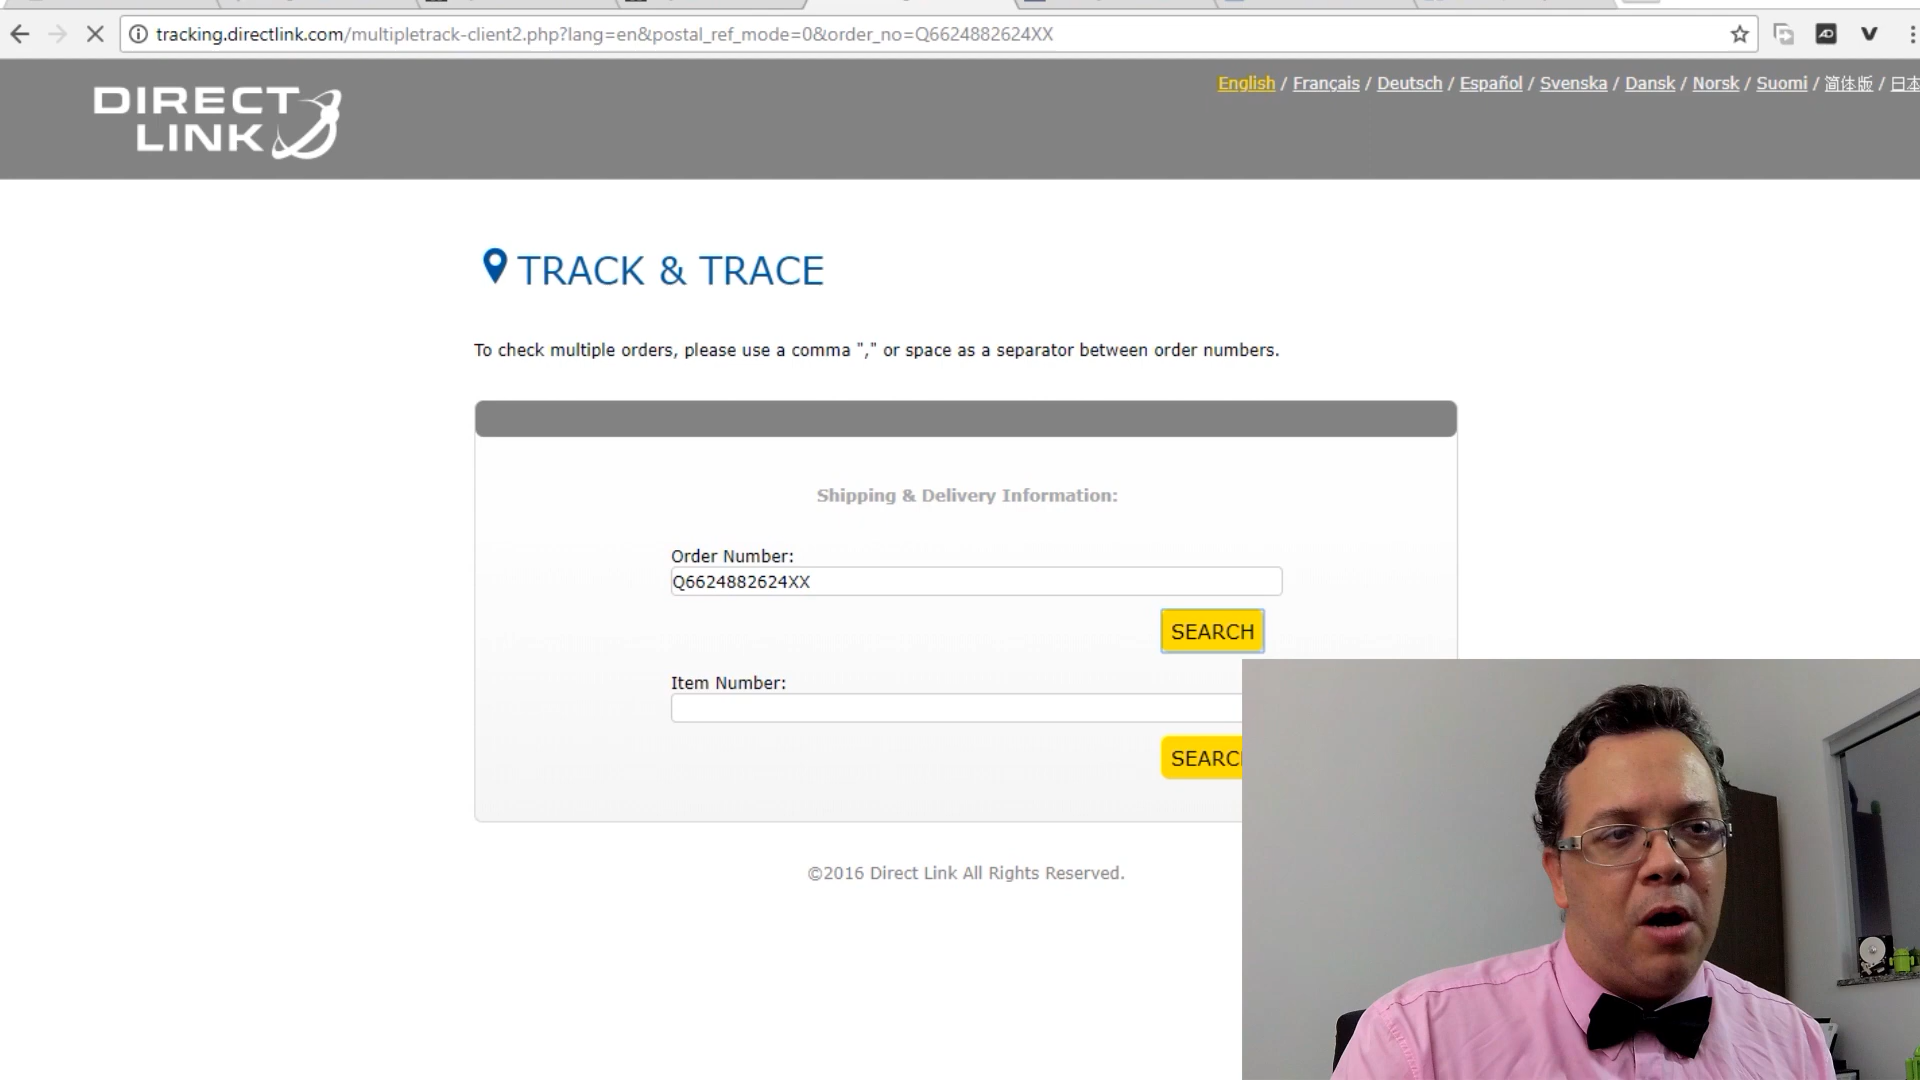 tracking.directlink.com/multipletrack-client2.php?lang=en&postal_ref_mode=0&order_no=Q6624882624XX
English / Français / Deutsch / Español / Svenska / Dansk / Norsk / Suomi / 简体版 / 日本
DIRECT
LINK
TRACK & TRACE
To check multiple orders, please use a comma "," or space as a separator between order numbers.
Shipping & Delivery Information:
Order Number:
Q6624882624XX
SEARCH
Item Number:
SEARC
©2016 Direct Link All Rights Reserved.